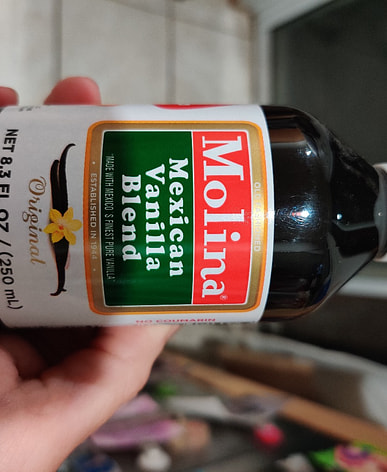 Molina®
Mexican
Vanilla
Blend
"MADE WITH MEXICO'S FINEST PURE VANILLA"
• ESTABLISHED IN 1964 •
Original
NO COUMARIN
NET 8.3 FL OZ / (250 mL)